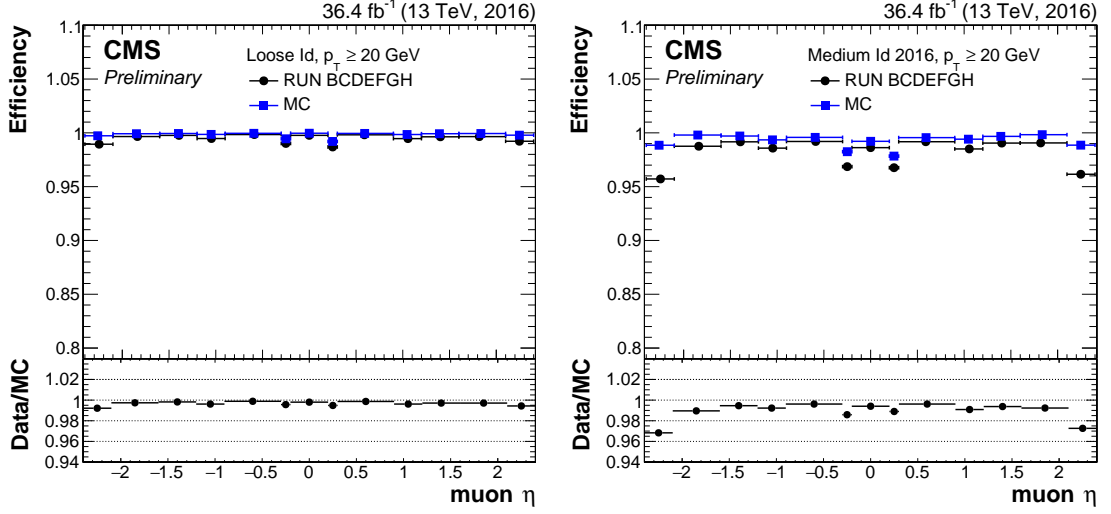 36.4 fb⁻¹ (13 TeV, 2016)
Efficiency
1.1
1.05
1
0.95
0.9
0.85
0.8
CMS
Preliminary
Loose Id, p_T ≥ 20 GeV
RUN BCDEFGH
MC
Data/MC
1.02
1
0.98
0.96
0.94
−2 −1.5 −1 −0.5 0 0.5 1 1.5 2
muon η
36.4 fb⁻¹ (13 TeV, 2016)
Efficiency
1.1
1.05
1
0.95
0.9
0.85
0.8
CMS
Preliminary
Medium Id 2016, p_T ≥ 20 GeV
RUN BCDEFGH
MC
Data/MC
1.02
1
0.98
0.96
0.94
−2 −1.5 −1 −0.5 0 0.5 1 1.5 2
muon η